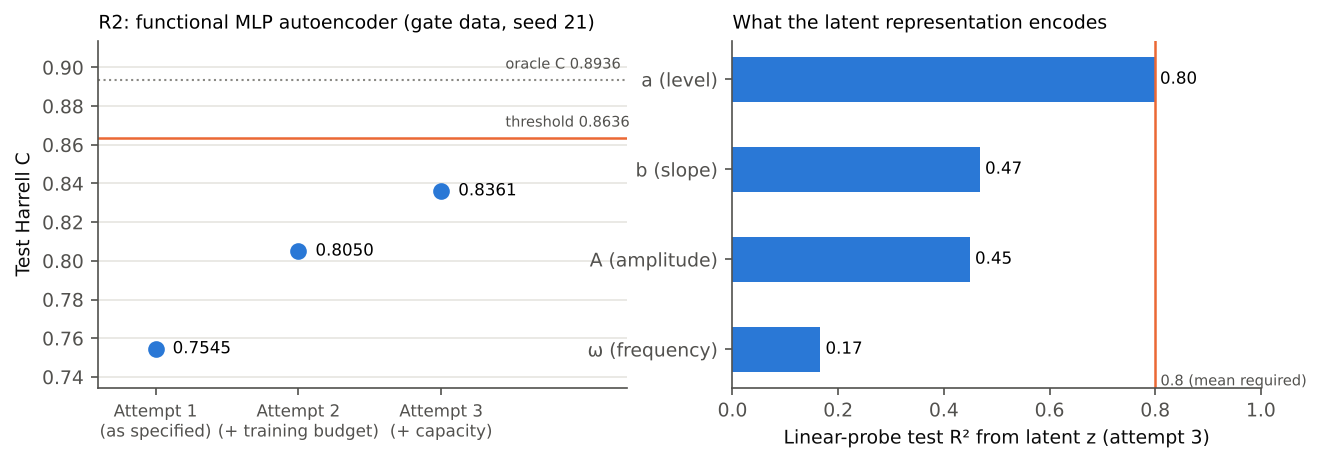 R2: functional MLP autoencoder (gate data, seed 21)
Test Harrell C
0.90
0.88
0.86
0.84
0.82
0.80
0.78
0.76
0.74
oracle C 0.8936
threshold 0.8636
0.8361
0.8050
0.7545
Attempt 1
(as specified)
Attempt 2
(+ training budget)
Attempt 3
(+ capacity)
What the latent representation encodes
a (level)
0.80
b (slope)
0.47
A (amplitude)
0.45
ω (frequency)
0.17
0.8 (mean required)
0.0
0.2
0.4
0.6
0.8
1.0
Linear-probe test R² from latent z (attempt 3)